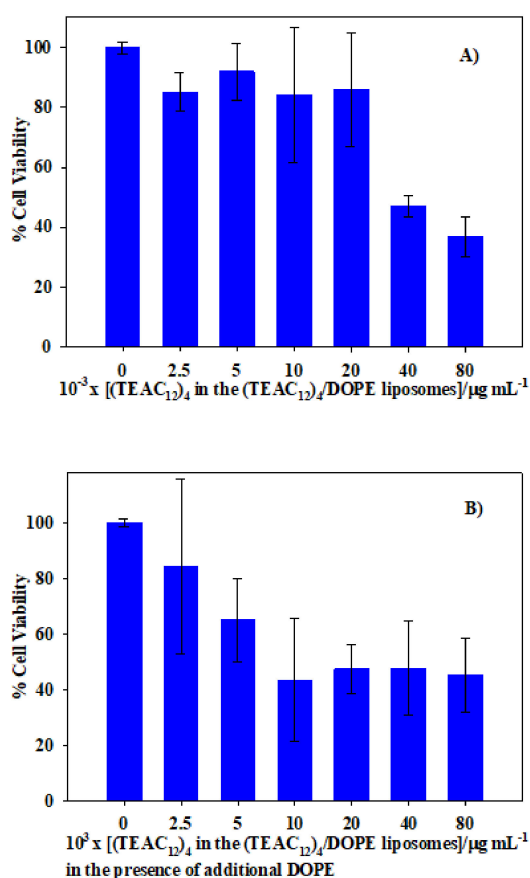 A)
% Cell Viability
100
80
60
40
20
0
0 2.5 5 10 20 40 80
10⁻³ x [(TEAC₁₂)₄ in the (TEAC₁₂)₄/DOPE liposomes]/µg mL⁻¹
B)
% Cell Viability
100
80
60
40
20
0
0 2.5 5 10 20 40 80
10³ x [(TEAC₁₂)₄ in the (TEAC₁₂)₄/DOPE liposomes]/µg mL⁻¹
in the presence of additional DOPE